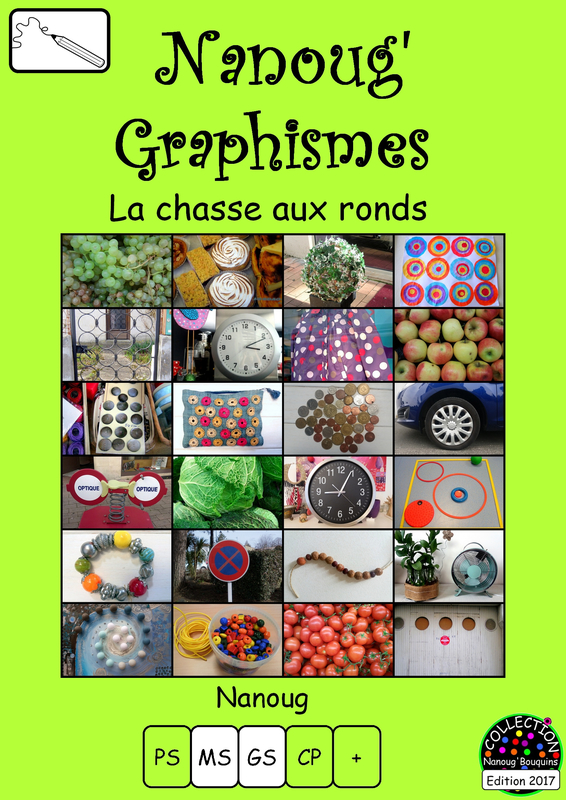 Nanoug'
Graphismes
La chasse aux ronds
OPTIQUE OPTIQUE
Nanoug
PS MS GS CP +
COLLECTION
Nanoug'Bouquins
Edition 2017